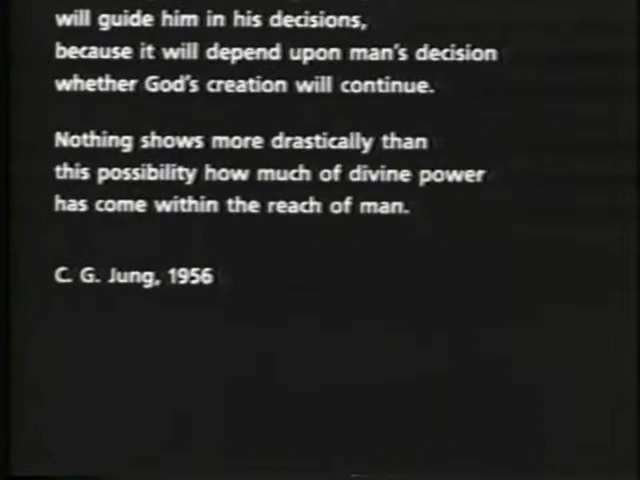 will guide him in his decisions,
because it will depend upon man's decision
whether God's creation will continue.
Nothing shows more drastically than
this possibility how much of divine power
has come within the reach of man.
C. G. Jung, 1956